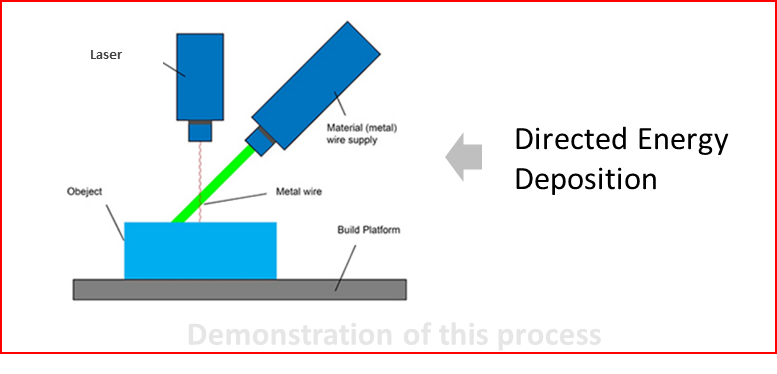 Laser
Material (metal)
wire supply
Directed Energy
Deposition
Metal wire
Obeject
Build Platform
Demonstration of this process